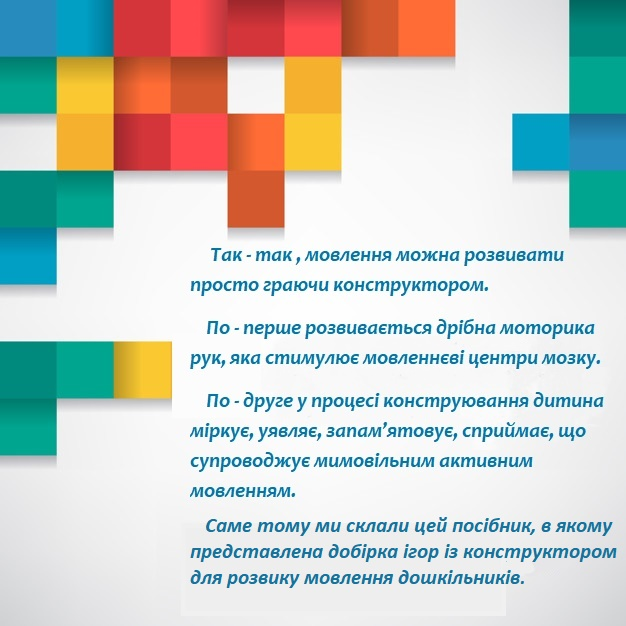 Так - так , мовлення можна розвивати
просто граючи конструктором.
По - перше розвивається дрібна моторика
рук, яка стимулює мовленнєві центри мозку.
По - друге у процесі конструювання дитина
міркує, уявляє, запам’ятовує, сприймає, що
супроводжує мимовільним активним
мовленням.
Саме тому ми склали цей посібник, в якому
представлена добірка ігор із конструктором
для розвику мовлення дошкільників.